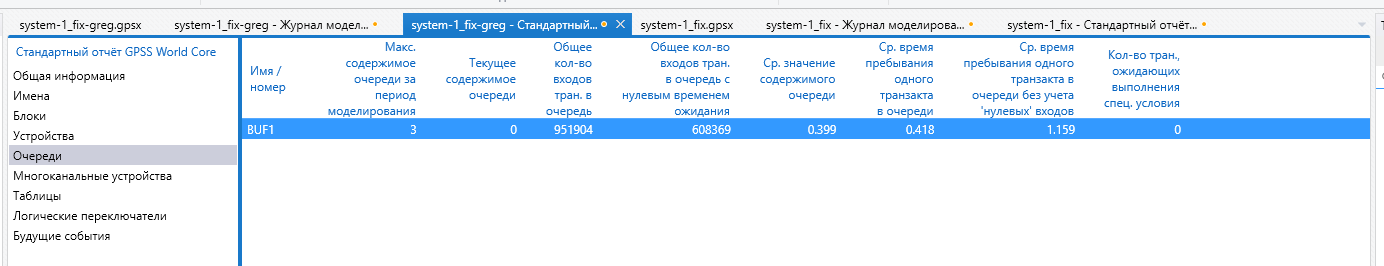 system-1_fix-greg.gpsx system-1_fix-greg - Журнал модел... system-1_fix-greg - Стандартный... system-1_fix.gpsx system-1_fix - Журнал моделирова... system-1_fix - Стандартный отчёт...
Стандартный отчёт GPSS World Core
Общая информация
Имена
Блоки
Устройства
Очереди
Многоканальные устройства
Таблицы
Логические переключатели
Будущие события
Имя /
номер
Макс.
содержимое
очереди за
период
моделирования
Текущее
содержимое
очереди
Общее
кол-во
входов
тран. в
очередь
Общее кол-во
входов тран.
в очередь с
нулевым временем
ожидания
Ср. значение
содержимого
очереди
Ср. время
пребывания
одного
транзакта
в очереди
Ср. время
пребывания одного
транзакта в
очереди без учета
'нулевых' входов
Кол-во тран.,
ожидающих
выполнения
спец. условия
BUF1 3 0 951904 608369 0.399 0.418 1.159 0